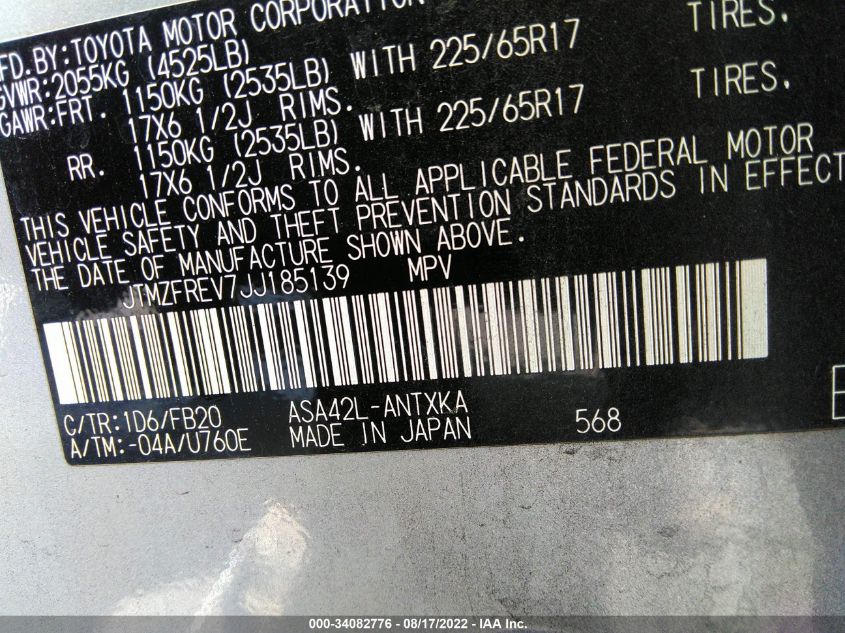 FD.BY:TOYOTA MOTOR CORPORATION
GVWR:2055KG (4525LB)
GAWR:FRT. 1150KG (2535LB) WITH 225/65R17 TIRES.
17X6 1/2J RIMS.
RR. 1150KG (2535LB) WITH 225/65R17 TIRES.
17X6 1/2J RIMS.
THIS VEHICLE CONFORMS TO ALL APPLICABLE FEDERAL MOTOR
VEHICLE SAFETY AND THEFT PREVENTION STANDARDS IN EFFECT
THE DATE OF MANUFACTURE SHOWN ABOVE.
JTMZFREV7JJ185139 MPV
C/TR:1D6/FB20 ASA42L-ANTXKA
A/TM:-04A/U760E MADE IN JAPAN 568
000-34082776 - 08/17/2022 - IAA Inc.